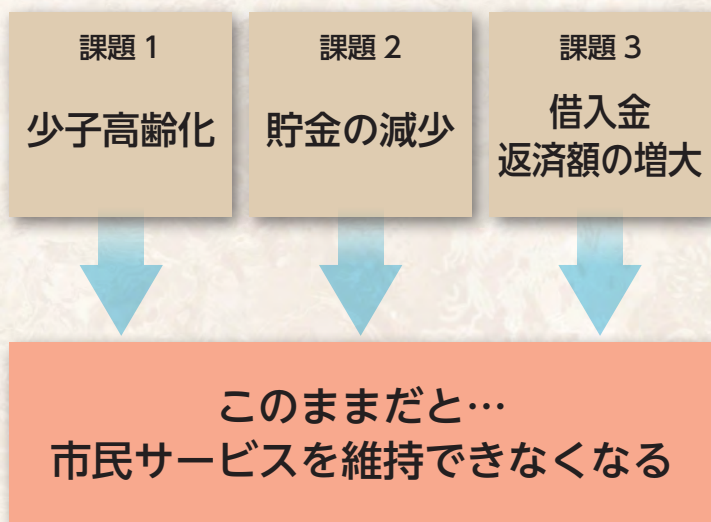 課題 1
少子高齢化
課題 2
貯金の減少
課題 3
借入金
返済額の増大
このままだと…
市民サービスを維持できなくなる